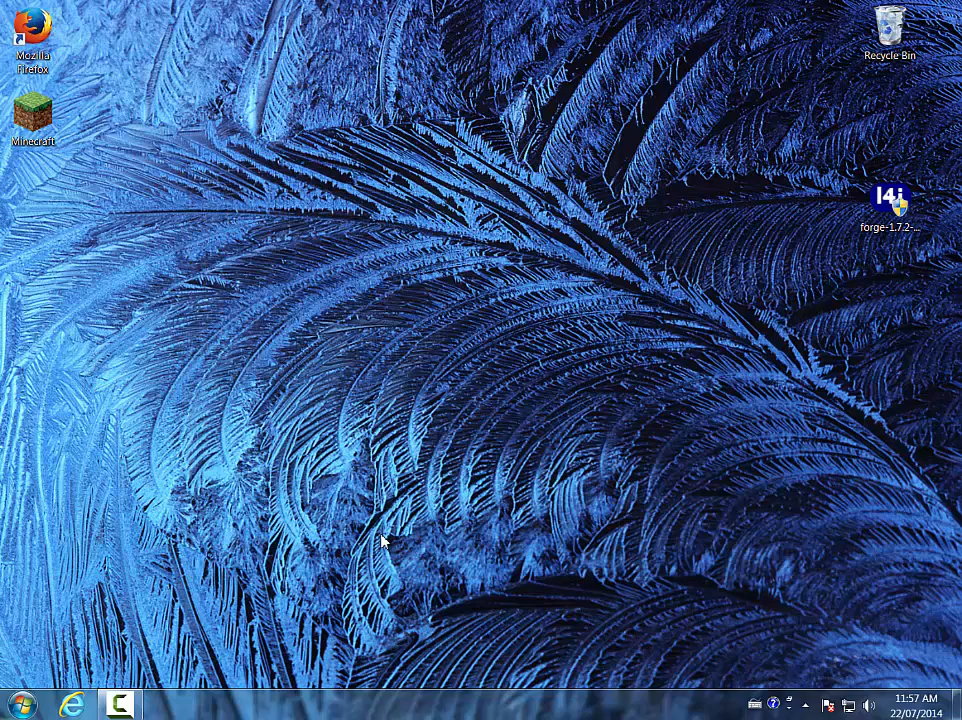 Mozilla
Firefox
Minecraft
Recycle Bin
forge-1.7.2-...
11:57 AM
22/07/2014